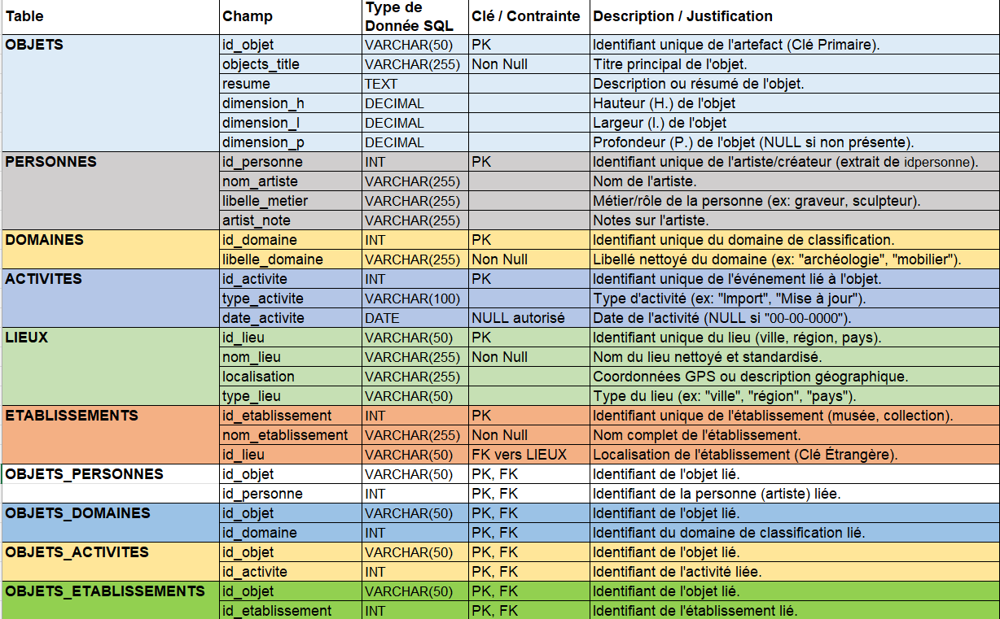 Table Champ Type de Donnée SQL Clé / Contrainte Description / Justification
OBJETS id_objet VARCHAR(50) PK Identifiant unique de l'artefact (Clé Primaire).
objects_title VARCHAR(255) Non Null Titre principal de l'objet.
resume TEXT Description ou résumé de l'objet.
dimension_h DECIMAL Hauteur (H.) de l'objet
dimension_l DECIMAL Largeur (l.) de l'objet
dimension_p DECIMAL Profondeur (P.) de l'objet (NULL si non présente).
PERSONNES id_personne INT PK Identifiant unique de l'artiste/créateur (extrait de idpersonne).
nom_artiste VARCHAR(255) Nom de l'artiste.
libelle_metier VARCHAR(255) Métier/rôle de la personne (ex: graveur, sculpteur).
artist_note VARCHAR(255) Notes sur l'artiste.
DOMAINES id_domaine INT PK Identifiant unique du domaine de classification.
libelle_domaine VARCHAR(255) Non Null Libellé nettoyé du domaine (ex: "archéologie", "mobilier").
ACTIVITES id_activite INT PK Identifiant unique de l'événement lié à l'objet.
type_activite VARCHAR(100) Type d'activité (ex: "Import", "Mise à jour").
date_activite DATE NULL autorisé Date de l'activité (NULL si "00-00-0000").
LIEUX id_lieu VARCHAR(50) PK Identifiant unique du lieu (ville, région, pays).
nom_lieu VARCHAR(255) Non Null Nom du lieu nettoyé et standardisé.
localisation VARCHAR(255) Coordonnées GPS ou description géographique.
type_lieu VARCHAR(50) Type du lieu (ex: "ville", "région", "pays").
ETABLISSEMENTS id_etablissement INT PK Identifiant unique de l'établissement (musée, collection).
nom_etablissement VARCHAR(255) Non Null Nom complet de l'établissement.
id_lieu VARCHAR(50) FK vers LIEUX Localisation de l'établissement (Clé Étrangère).
OBJETS_PERSONNES id_objet VARCHAR(50) PK, FK Identifiant de l'objet lié.
id_personne INT PK, FK Identifiant de la personne (artiste) liée.
OBJETS_DOMAINES id_objet VARCHAR(50) PK, FK Identifiant de l'objet lié.
id_domaine INT PK, FK Identifiant du domaine de classification lié.
OBJETS_ACTIVITES id_objet VARCHAR(50) PK, FK Identifiant de l'objet lié.
id_activite INT PK, FK Identifiant de l'activité liée.
OBJETS_ETABLISSEMENTS id_objet VARCHAR(50) PK, FK Identifiant de l'objet lié.
id_etablissement INT PK, FK Identifiant de l'établissement lié.